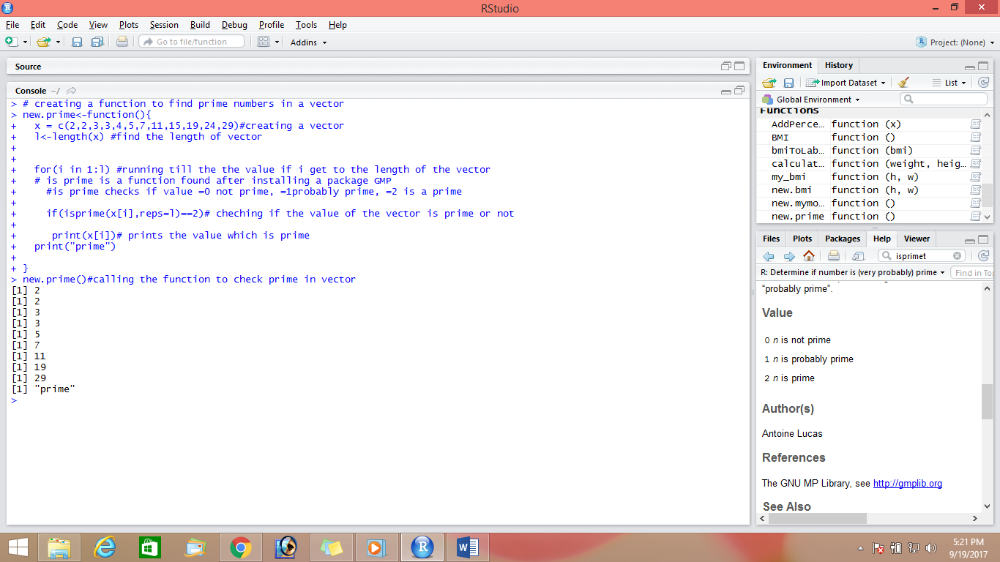 RStudio
File Edit Code View Plots Session Build Debug Profile Tools Help
Go to file/function Addins Project: (None)
Source
Console ~/
> # creating a function to find prime numbers in a vector
> new.prime<-function(){
+ x = c(2,2,3,3,4,5,7,11,15,19,24,29)#creating a vector
+ l<-length(x) #find the length of vector
+
+
+ for(i in 1:l) #running till the the value if i get to the length of the vector
+ # is prime is a function found after installing a package GMP
+ #is prime checks if value =0 not prime, =1probably prime, =2 is a prime
+
+ if(isprime(x[i],reps=l)==2)# cheching if the value of the vector is prime or not
+
+ print(x[i])# prints the value which is prime
+ print("prime")
+
+ }
> new.prime()#calling the function to check prime in vector
[1] 2
[1] 2
[1] 3
[1] 3
[1] 5
[1] 7
[1] 11
[1] 19
[1] 29
[1] "prime"
>
Environment History
Import Dataset List
Global Environment
Functions
AddPerce… function (x)
BMI function ()
bmiToLab… function (bmi)
calculat… function (weight, heig…
my_bmi function (h, w)
new.bmi function (h, w)
new.mymo… function ()
new.prime function ()
Files Plots Packages Help Viewer
isprimet
R: Determine if number is (very probably) prime Find in Top
“probably prime”.
Value
0 n is not prime
1 n is probably prime
2 n is prime
Author(s)
Antoine Lucas
References
The GNU MP Library, see http://gmplib.org
See Also
5:21 PM
9/19/2017